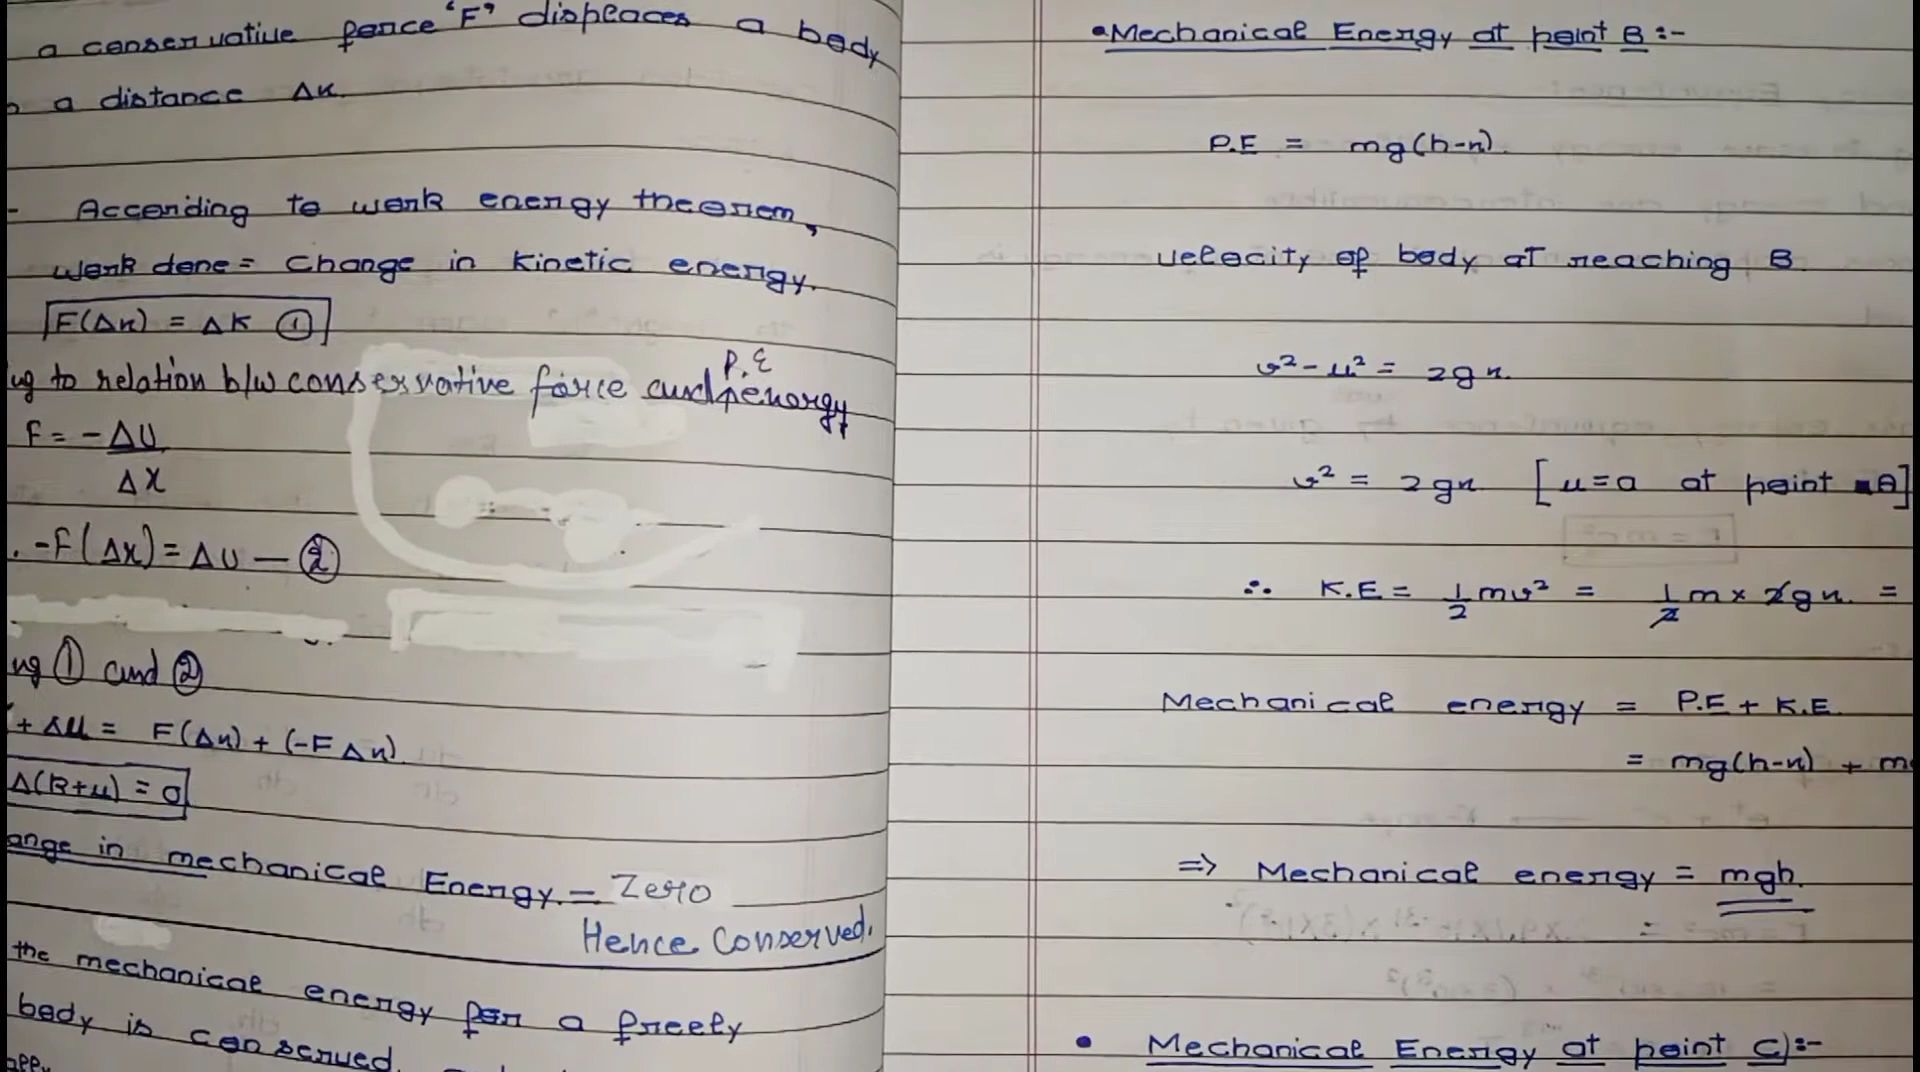 a conservative force 'F' displaces a body
a distance Δx.
- According to work energy theorem,
work done = change in kinetic energy.
F(Δx) = ΔK ①
ng to relation b/w conservative force and P.E energy,
F = -ΔU
ΔX
. -F(Δx) = ΔU — ②
ng ① and ②
+ ΔU = F(Δx) + (-FΔx)
Δ(K+u) = 0
ange in mechanical Energy. = Zero
Hence Conserved.
the mechanical energy for a freely
body is conserved.
• Mechanical Energy at point B :-
P.E = mg(h-x).
velocity of body at reaching B.
v² - u² = 2gx.
v² = 2gx [u=0 at point A]
∴ K.E = 1/2 mv² = 1/2 m × 2gx. =
Mechanical energy = P.E + K.E.
= mg(h-x) + m
=> Mechanical energy = mgh.
• Mechanical Energy at point C) :-